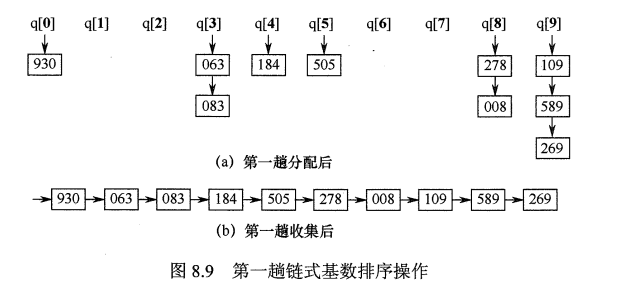 q[0] q[1] q[2] q[3] q[4] q[5] q[6] q[7] q[8] q[9]
930 063 184 505 278 109
083 008 589
269
(a) 第一趟分配后
930 063 083 184 505 278 008 109 589 269
(b) 第一趟收集后
图 8.9 第一趟链式基数排序操作